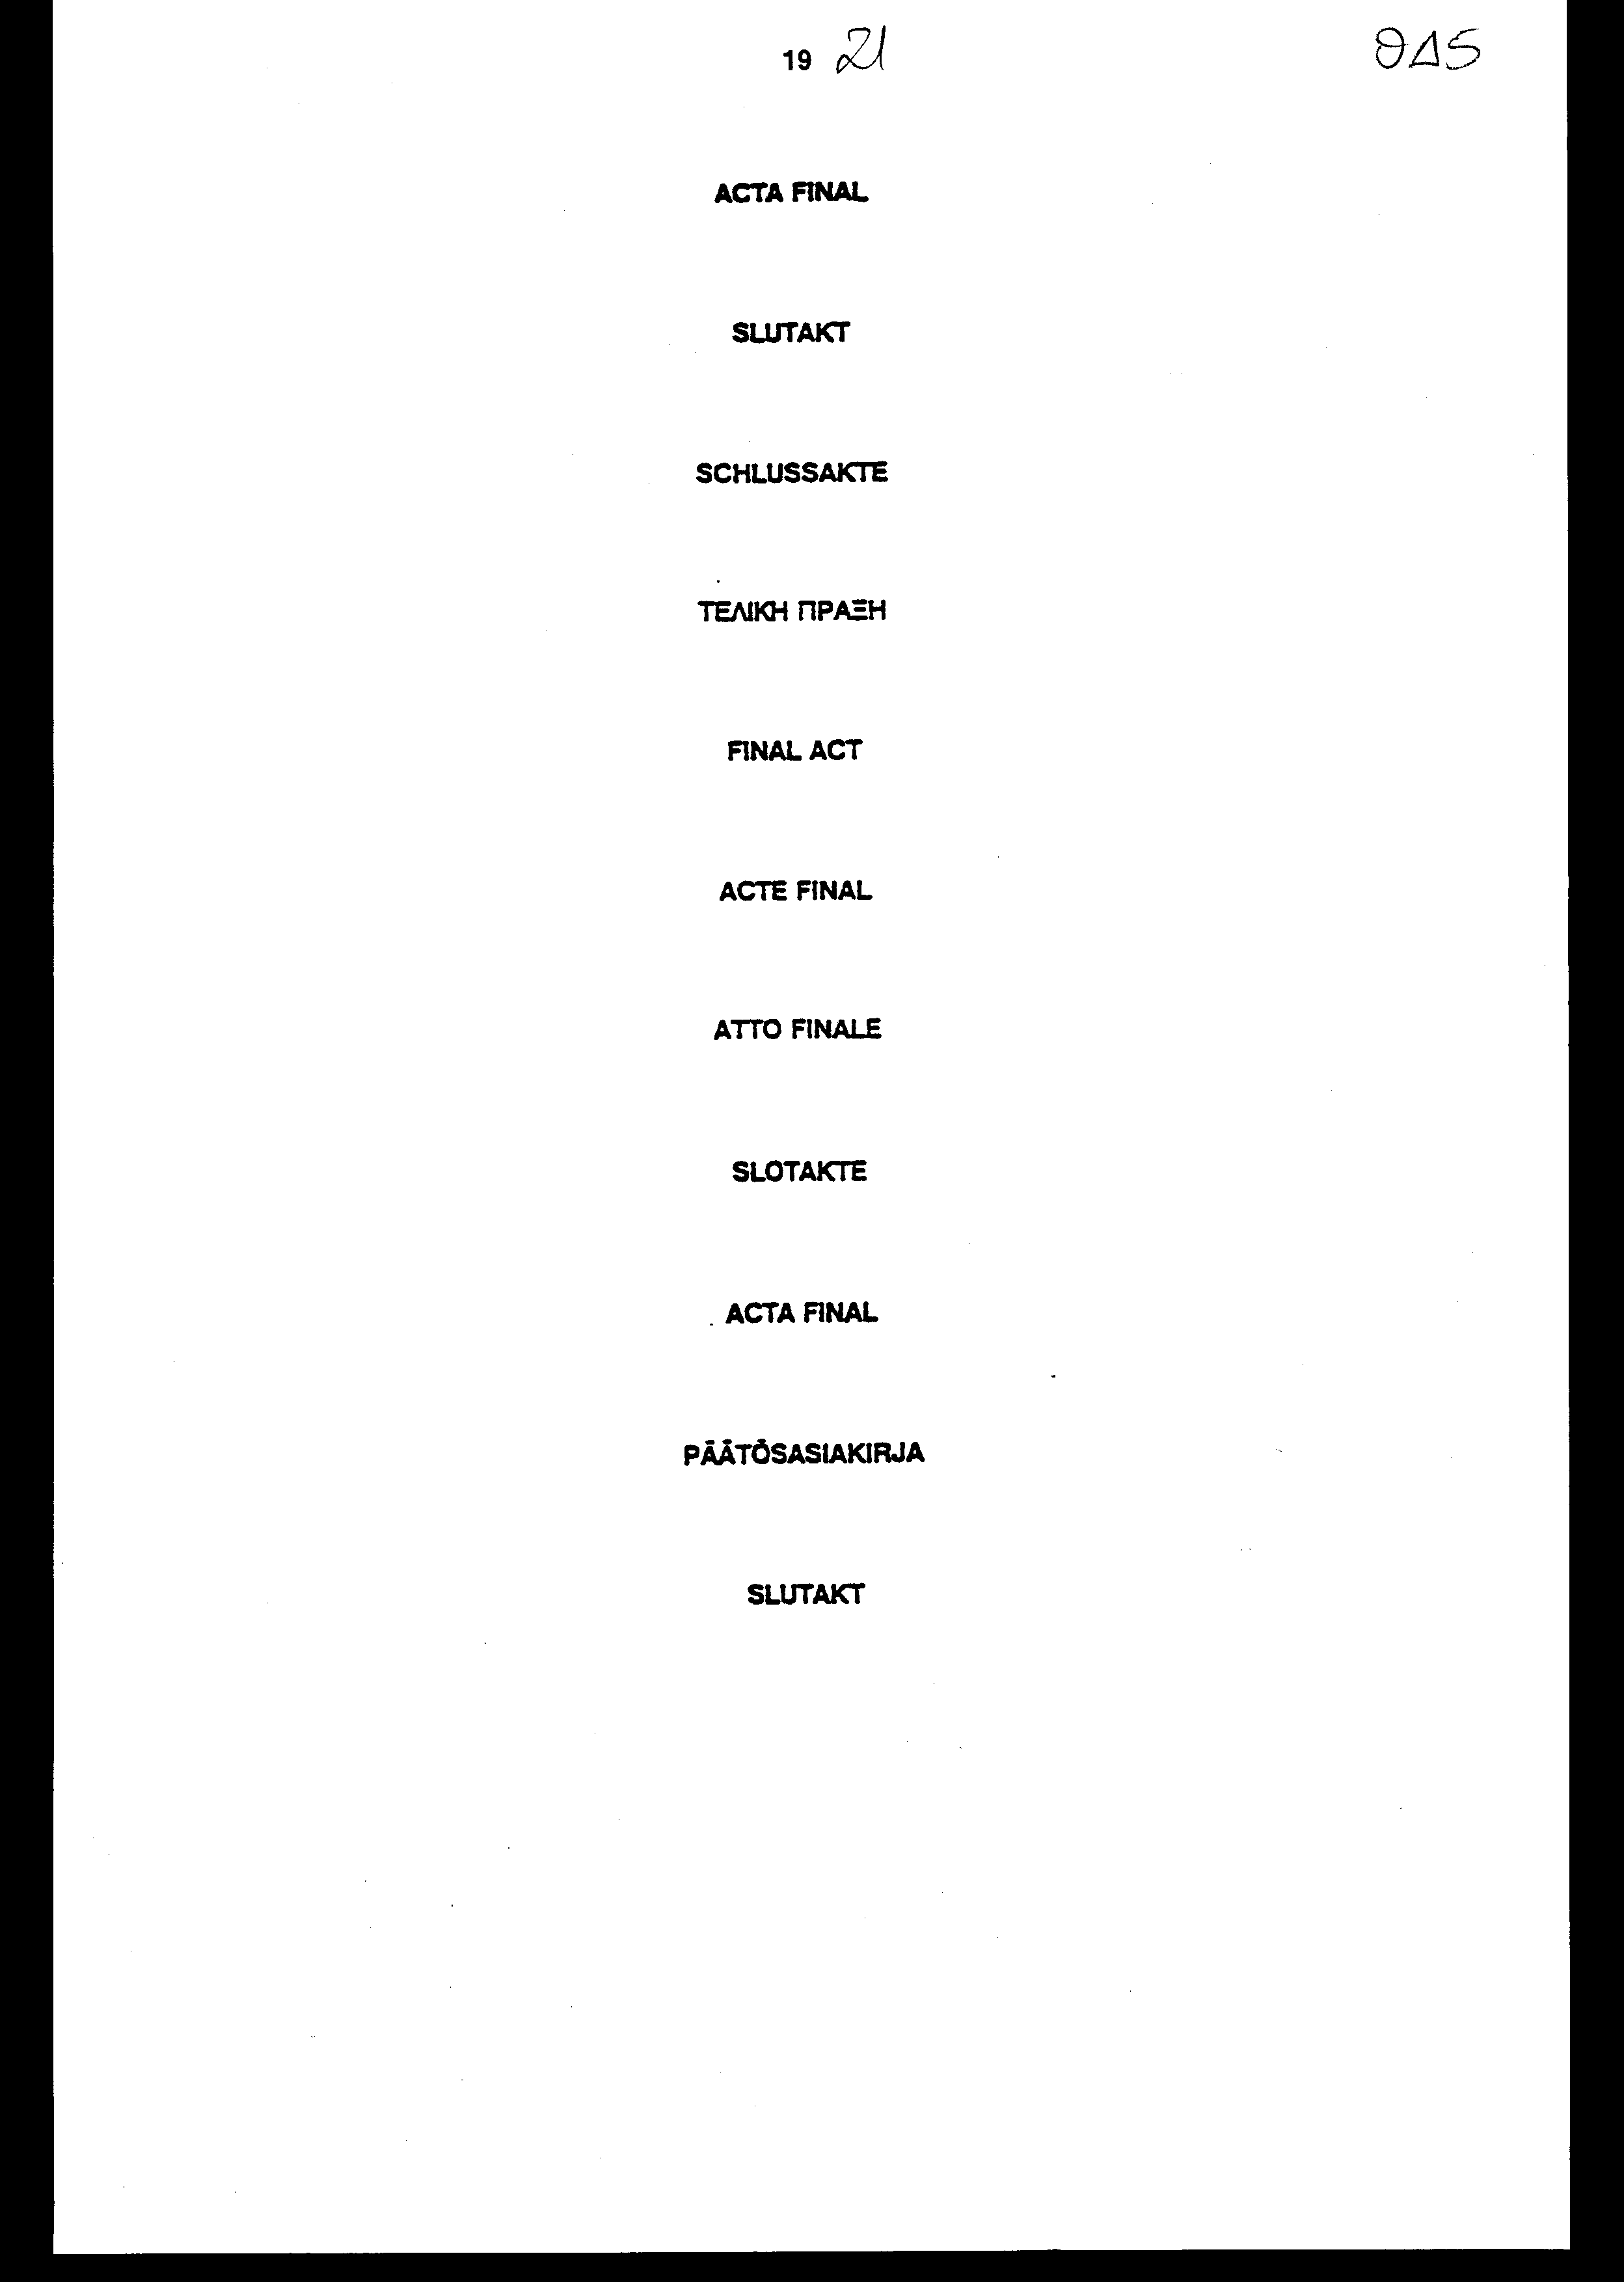 19 21
ACTA FINAL
SLUTAKT
SCHLUSSAKTE
ΤΕΛΙΚΗ ΠΡΑΞΗ
FINAL ACT
ACTE FINAL
ATTO FINALE
SLOTAKTE
ACTA FINAL
PÄÄTÖSASIAKIRJA
SLUTAKT